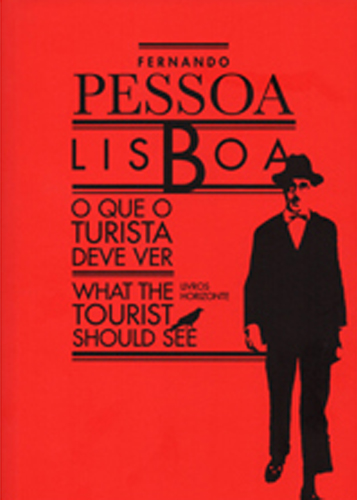 FERNANDO
PESSOA
LISBOA
O QUE O
TURISTA
DEVE VER
WHAT THE
TOURIST
SHOULD SEE
LIVROS
HORIZONTE